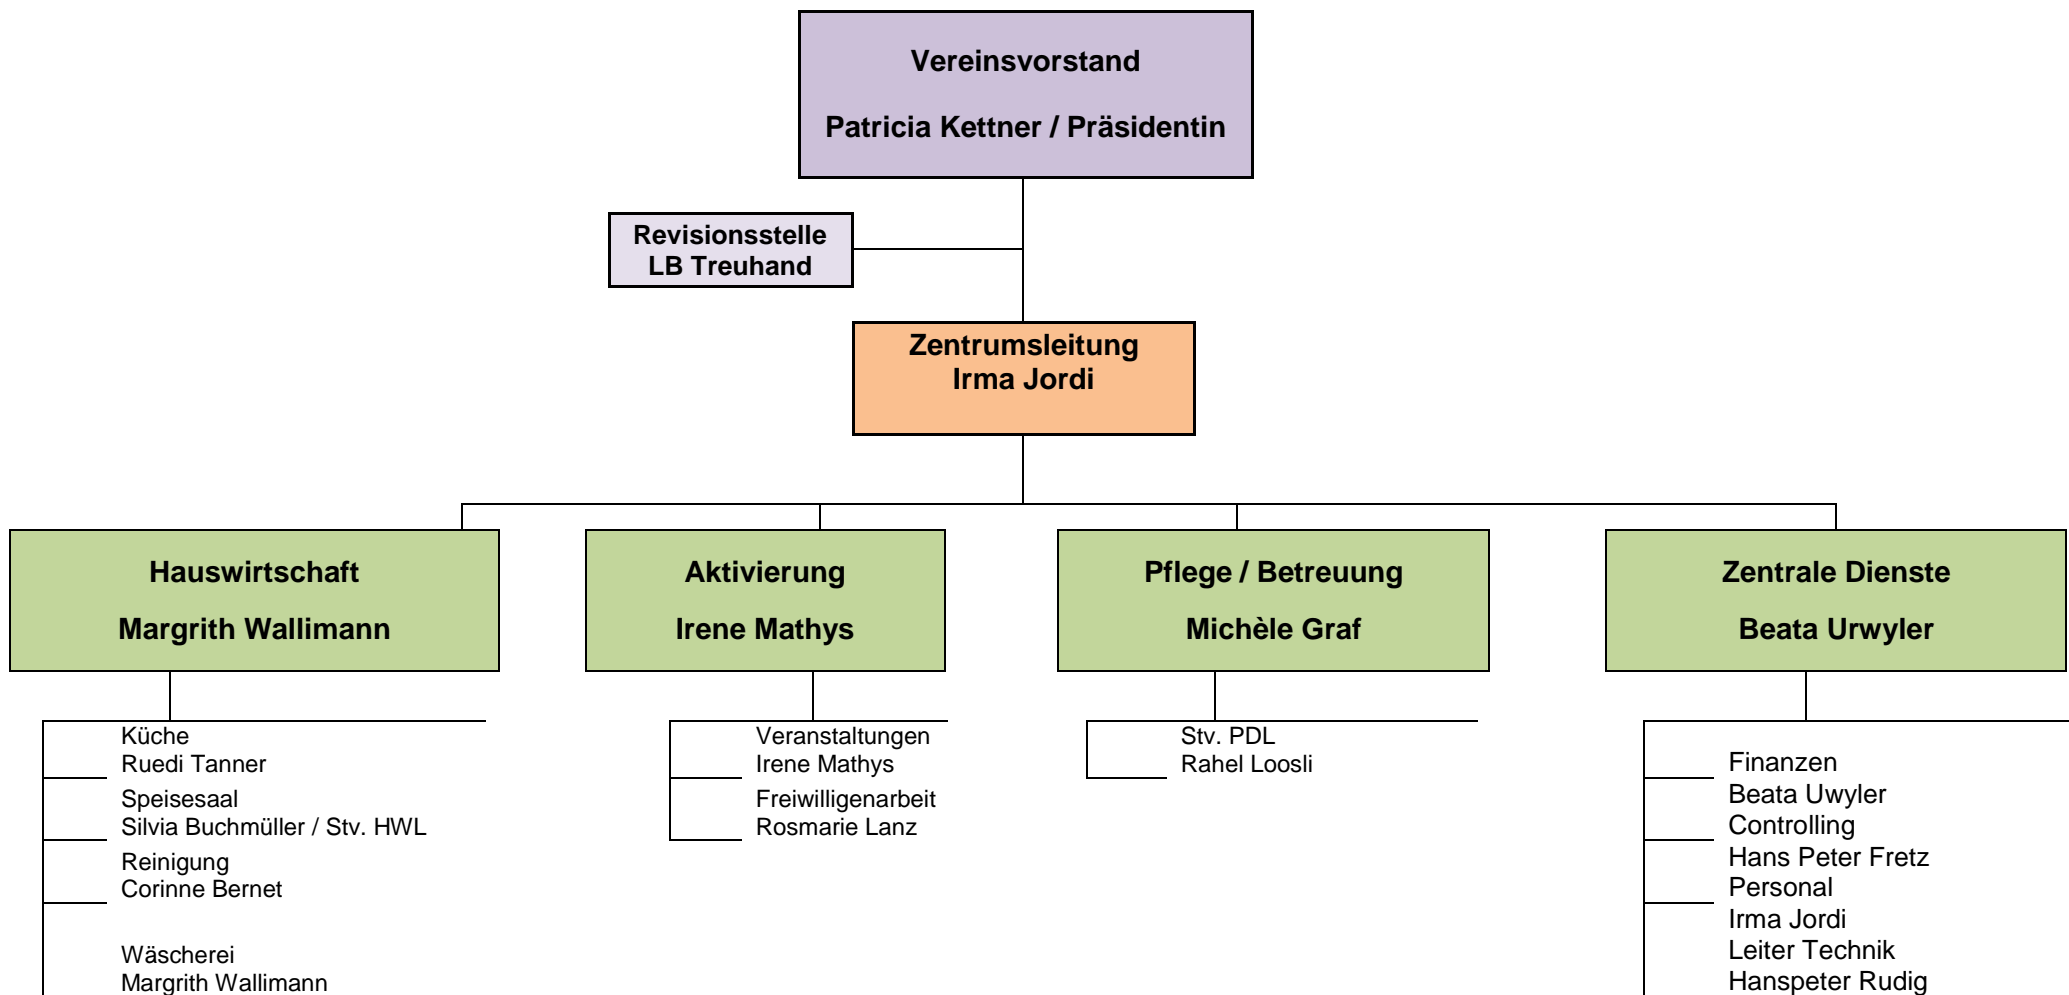 Vereinsvorstand
Patricia Kettner / Präsidentin
Revisionsstelle
LB Treuhand
Zentrumsleitung
Irma Jordi
Hauswirtschaft
Margrith Wallimann
Aktivierung
Irene Mathys
Pflege / Betreuung
Michèle Graf
Zentrale Dienste
Beata Urwyler
Küche
Ruedi Tanner
Speisesaal
Silvia Buchmüller / Stv. HWL
Reinigung
Corinne Bernet
Wäscherei
Margrith Wallimann
Veranstaltungen
Irene Mathys
Freiwilligenarbeit
Rosmarie Lanz
Stv. PDL
Rahel Loosli
Finanzen
Beata Uwyler
Controlling
Hans Peter Fretz
Personal
Irma Jordi
Leiter Technik
Hanspeter Rudig